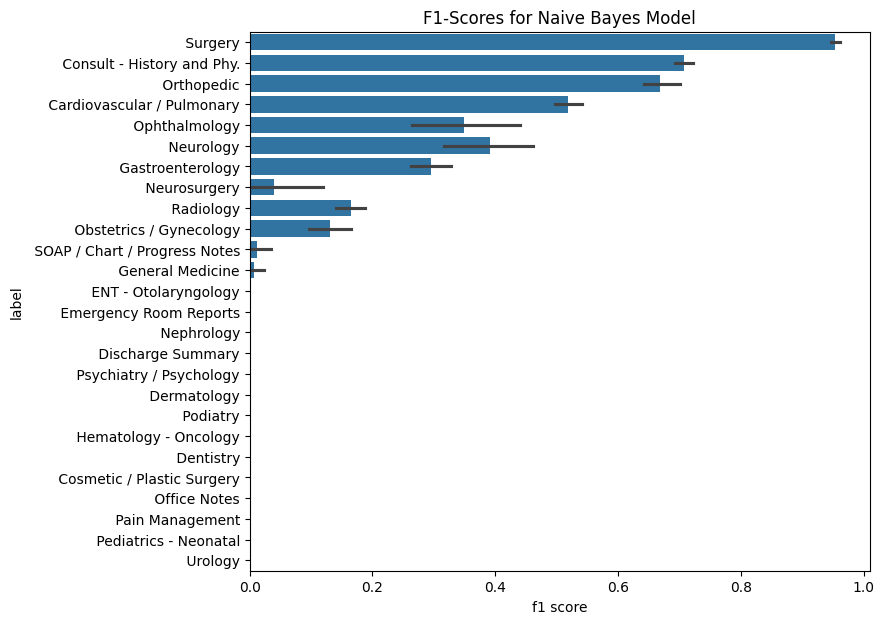 F1-Scores for Naive Bayes Model
Surgery
Consult - History and Phy.
Orthopedic
Cardiovascular / Pulmonary
Ophthalmology
Neurology
Gastroenterology
Neurosurgery
Radiology
Obstetrics / Gynecology
SOAP / Chart / Progress Notes
General Medicine
ENT - Otolaryngology
Emergency Room Reports
Nephrology
Discharge Summary
Psychiatry / Psychology
Dermatology
Podiatry
Hematology - Oncology
Dentistry
Cosmetic / Plastic Surgery
Office Notes
Pain Management
Pediatrics - Neonatal
Urology
label
0.0 0.2 0.4 0.6 0.8 1.0
f1 score